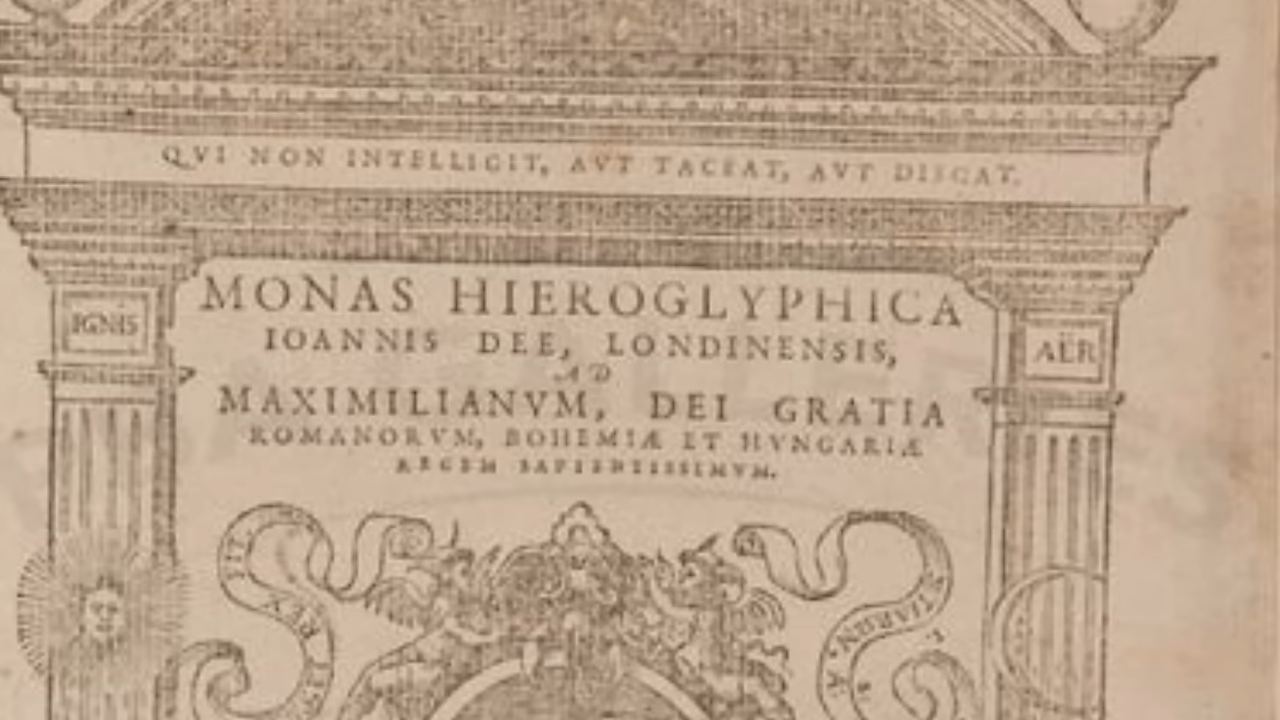 QVI NON INTELLIGIT, AVT TACEAT, AVT DISCAT.
MONAS HIEROGLYPHICA
IOANNIS DEE, LONDINENSIS,
AD
MAXIMILIANVM, DEI GRATIA
ROMANORVM, BOHEMIÆ ET HVNGARIÆ
REGEM SAPIENTISSIMVM.
IGNIS
AËR